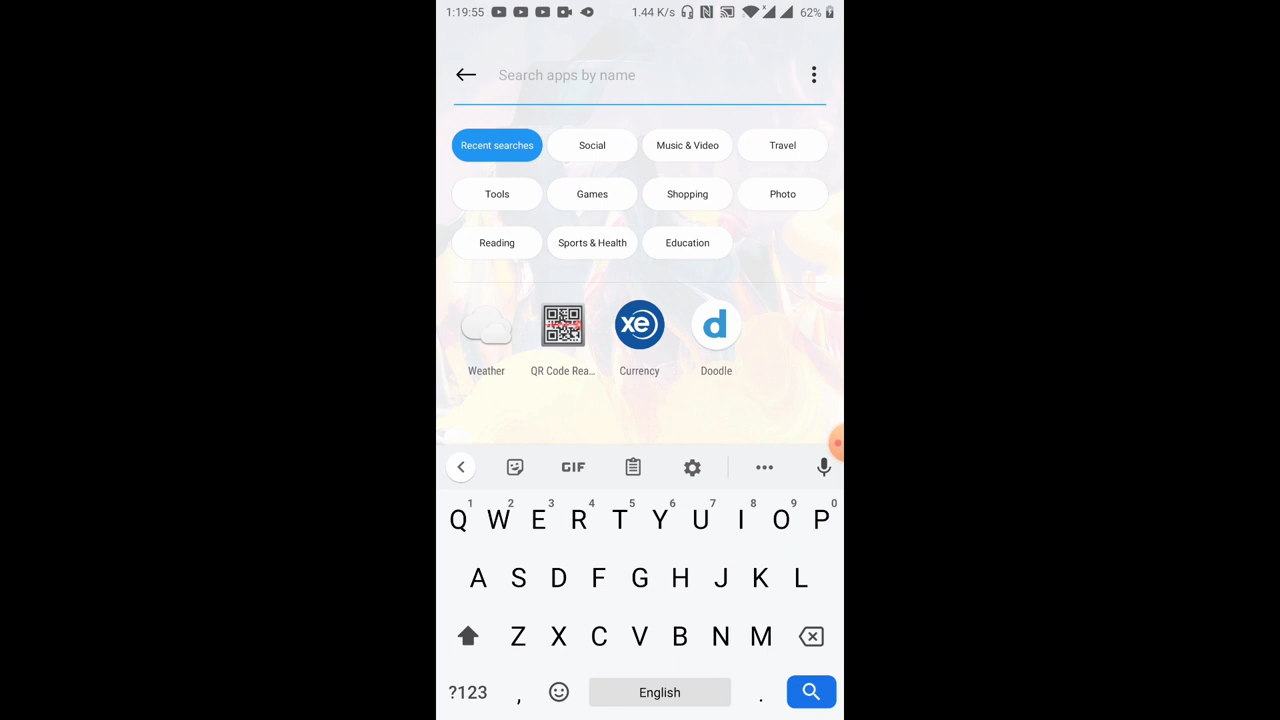 1:19:55 1.44 K/s x 62%
Search apps by name
Recent searches Social Music & Video Travel
Tools Games Shopping Photo
Reading Sports & Health Education
xe d
Weather QR Code Rea... Currency Doodle
GIF
1 2 3 4 5 6 7 8 9 0
Q W E R T Y U I O P
A S D F G H J K L
Z X C V B N M
?123 , English .